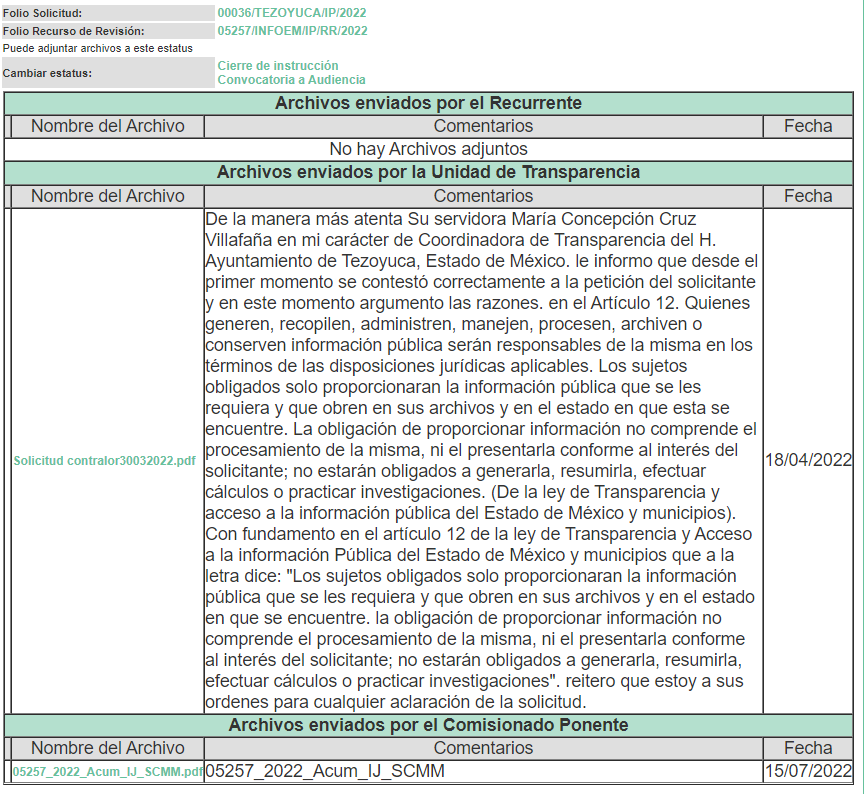 Folio Solicitud: 00036/TEZOYUCA/IP/2022
Folio Recurso de Revisión: 05257/INFOEM/IP/RR/2022
Puede adjuntar archivos a este estatus
Cambiar estatus: Cierre de instrucción
Convocatoria a Audiencia
Archivos enviados por el Recurrente
Nombre del Archivo Comentarios Fecha
No hay Archivos adjuntos
Archivos enviados por la Unidad de Transparencia
Nombre del Archivo Comentarios Fecha
De la manera más atenta Su servidora María Concepción Cruz
Villafaña en mi carácter de Coordinadora de Transparencia del H.
Ayuntamiento de Tezoyuca, Estado de México. le informo que desde el
primer momento se contestó correctamente a la petición del solicitante
y en este momento argumento las razones. en el Artículo 12. Quienes
generen, recopilen, administren, manejen, procesen, archiven o
conserven información pública serán responsables de la misma en los
términos de las disposiciones jurídicas aplicables. Los sujetos
obligados solo proporcionaran la información pública que se les
requiera y que obren en sus archivos y en el estado en que esta se
encuentre. La obligación de proporcionar información no comprende el
procesamiento de la misma, ni el presentarla conforme al interés del
Solicitud contralor30032022.pdf solicitante; no estarán obligados a generarla, resumirla, efectuar 18/04/2022
cálculos o practicar investigaciones. (De la ley de Transparencia y
acceso a la información pública del Estado de México y municipios).
Con fundamento en el artículo 12 de la ley de Transparencia y Acceso
a la información Pública del Estado de México y municipios que a la
letra dice: "Los sujetos obligados solo proporcionaran la información
pública que se les requiera y que obren en sus archivos y en el estado
en que se encuentre. la obligación de proporcionar información no
comprende el procesamiento de la misma, ni el presentarla conforme
al interés del solicitante; no estarán obligados a generarla, resumirla,
efectuar cálculos o practicar investigaciones". reitero que estoy a sus
ordenes para cualquier aclaración de la solicitud.
Archivos enviados por el Comisionado Ponente
Nombre del Archivo Comentarios Fecha
05257_2022_Acum_IJ_SCMM.pdf 05257_2022_Acum_IJ_SCMM 15/07/2022